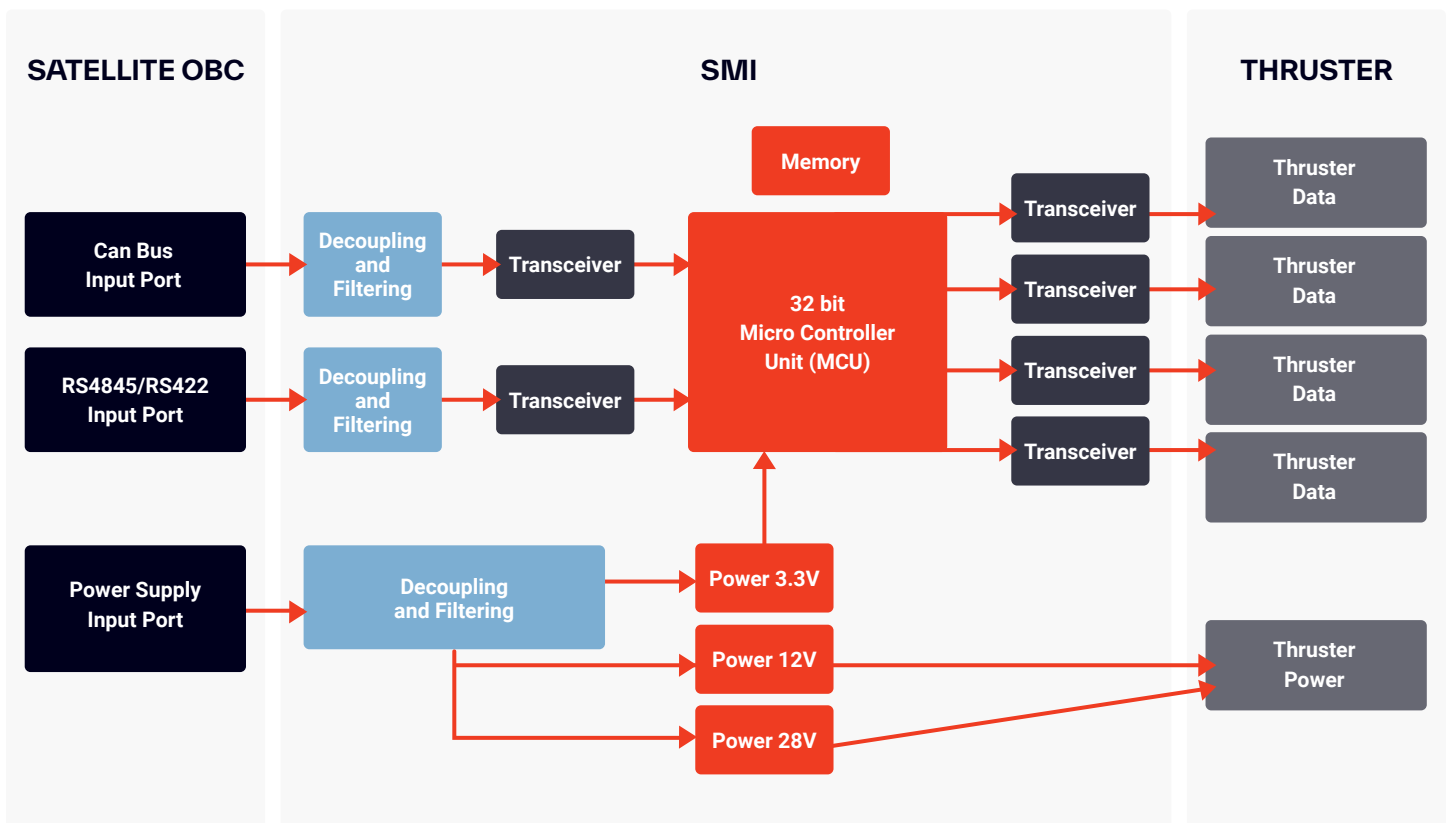 SATELLITE OBC
SMI
THRUSTER
Can Bus
Input Port
RS4845/RS422
Input Port
Power Supply
Input Port
Decoupling
and
Filtering
Transceiver
Decoupling
and
Filtering
Transceiver
Decoupling
and Filtering
Memory
32 bit
Micro Controller
Unit (MCU)
Power 3.3V
Power 12V
Power 28V
Transceiver
Transceiver
Transceiver
Transceiver
Thruster
Data
Thruster
Data
Thruster
Data
Thruster
Data
Thruster
Power